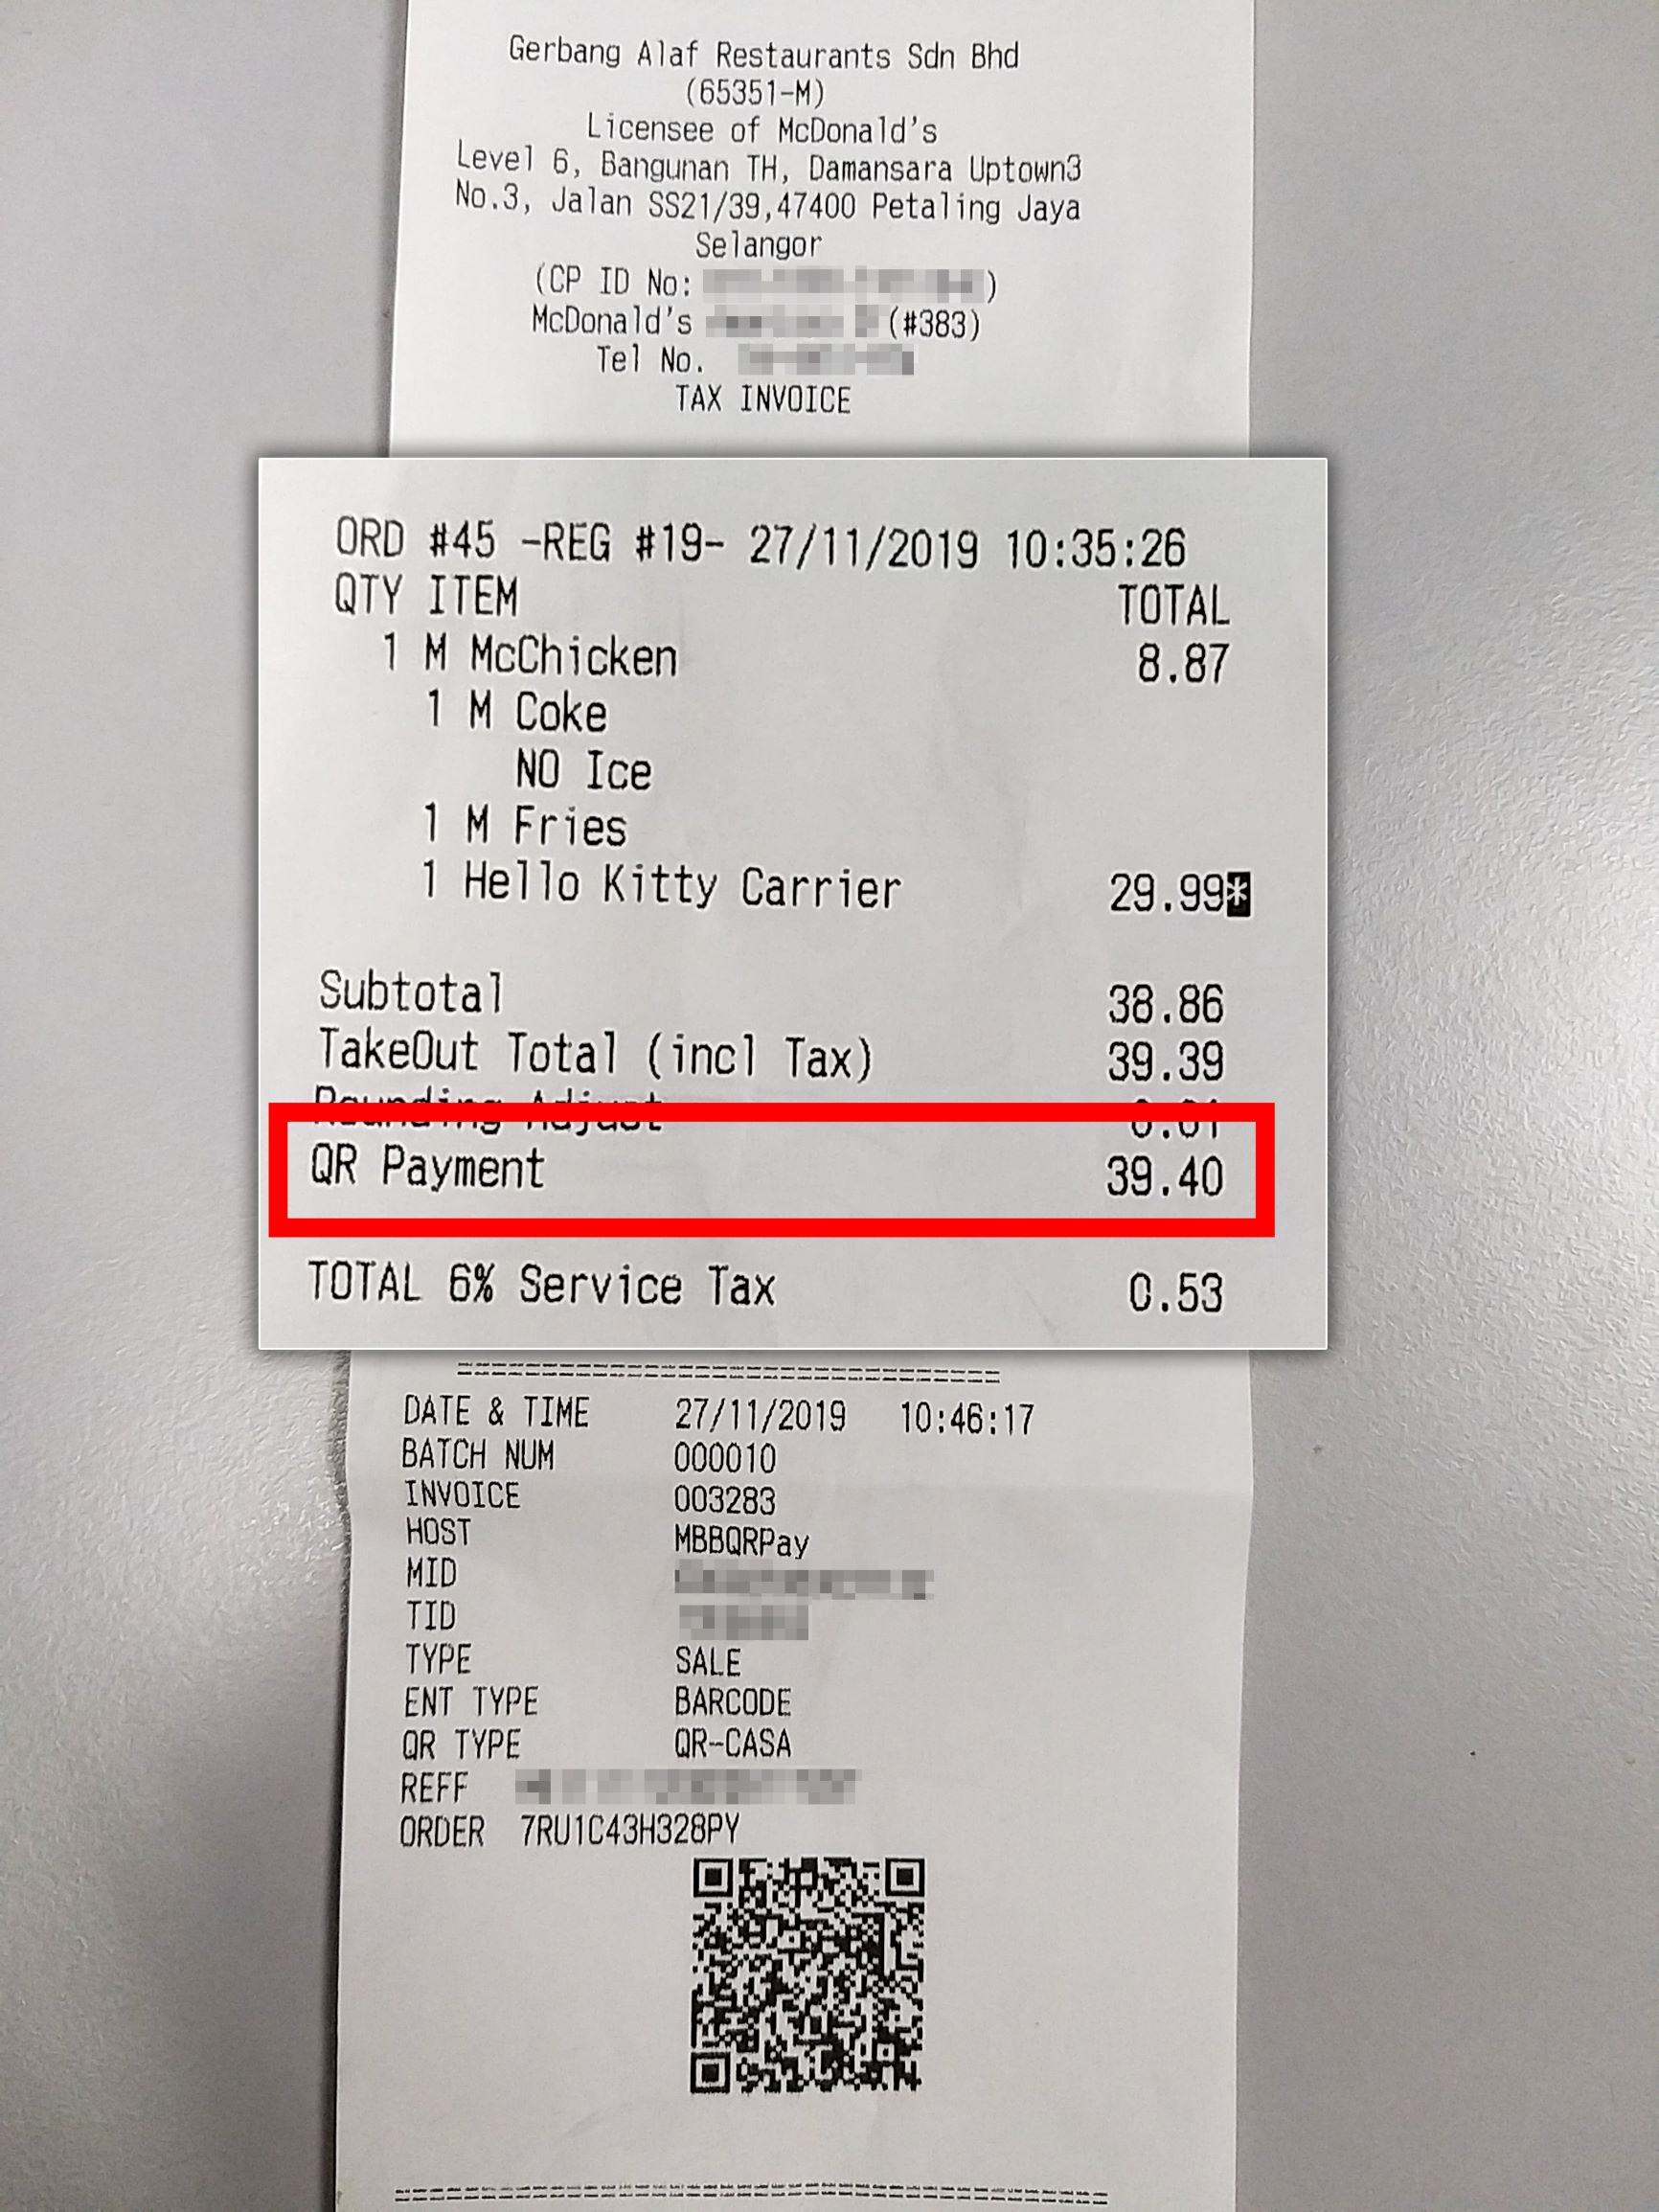 Gerbang Alaf Restaurants Sdn Bhd
(65351-M)
Licensee of McDonald's
Level 6, Bangunan TH, Damansara Uptown3
No.3, Jalan SS21/39,47400 Petaling Jaya
Selangor
(CP ID No: )
McDonald's (#383)
Tel No.
TAX INVOICE
ORD #45 -REG #19- 27/11/2019 10:35:26
QTY ITEM TOTAL
1 M McChicken 8.87
1 M Coke
NO Ice
1 M Fries
1 Hello Kitty Carrier 29.99*
Subtotal 38.86
TakeOut Total (incl Tax) 39.39
Rounding Adjust 0.01
QR Payment 39.40
TOTAL 6% Service Tax 0.53
DATE & TIME 27/11/2019 10:46:17
BATCH NUM 000010
INVOICE 003283
HOST MBBQRPay
MID
TID
TYPE SALE
ENT TYPE BARCODE
QR TYPE QR-CASA
REFF
ORDER 7RU1C43H328PY